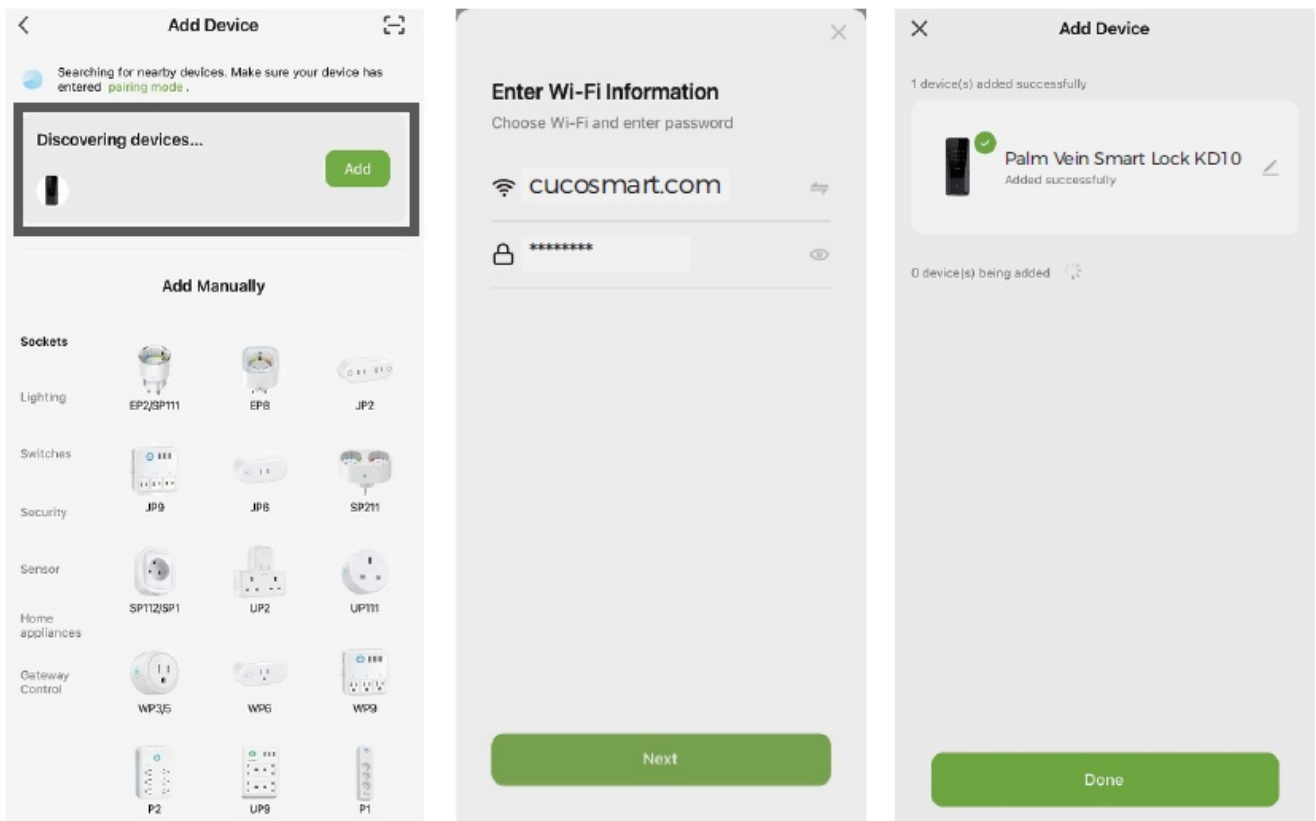 Add Device
Searching for nearby devices. Make sure your device has
entered pairing mode .
Discovering devices...
Add
Add Manually
Sockets
Lighting
Switches
Security
Sensor
Home
appliances
Gateway
Control
EP2/SP111
EP8
JP2
JP9
JP6
SP211
SP112/SP1
UP2
UP111
WP3/5
WP6
WP9
P2
UP9
P1
Enter Wi-Fi Information
Choose Wi-Fi and enter password
cucosmart.com
********
Next
Add Device
1 device(s) added successfully
Palm Vein Smart Lock KD10
Added successfully
0 device(s) being added
Done